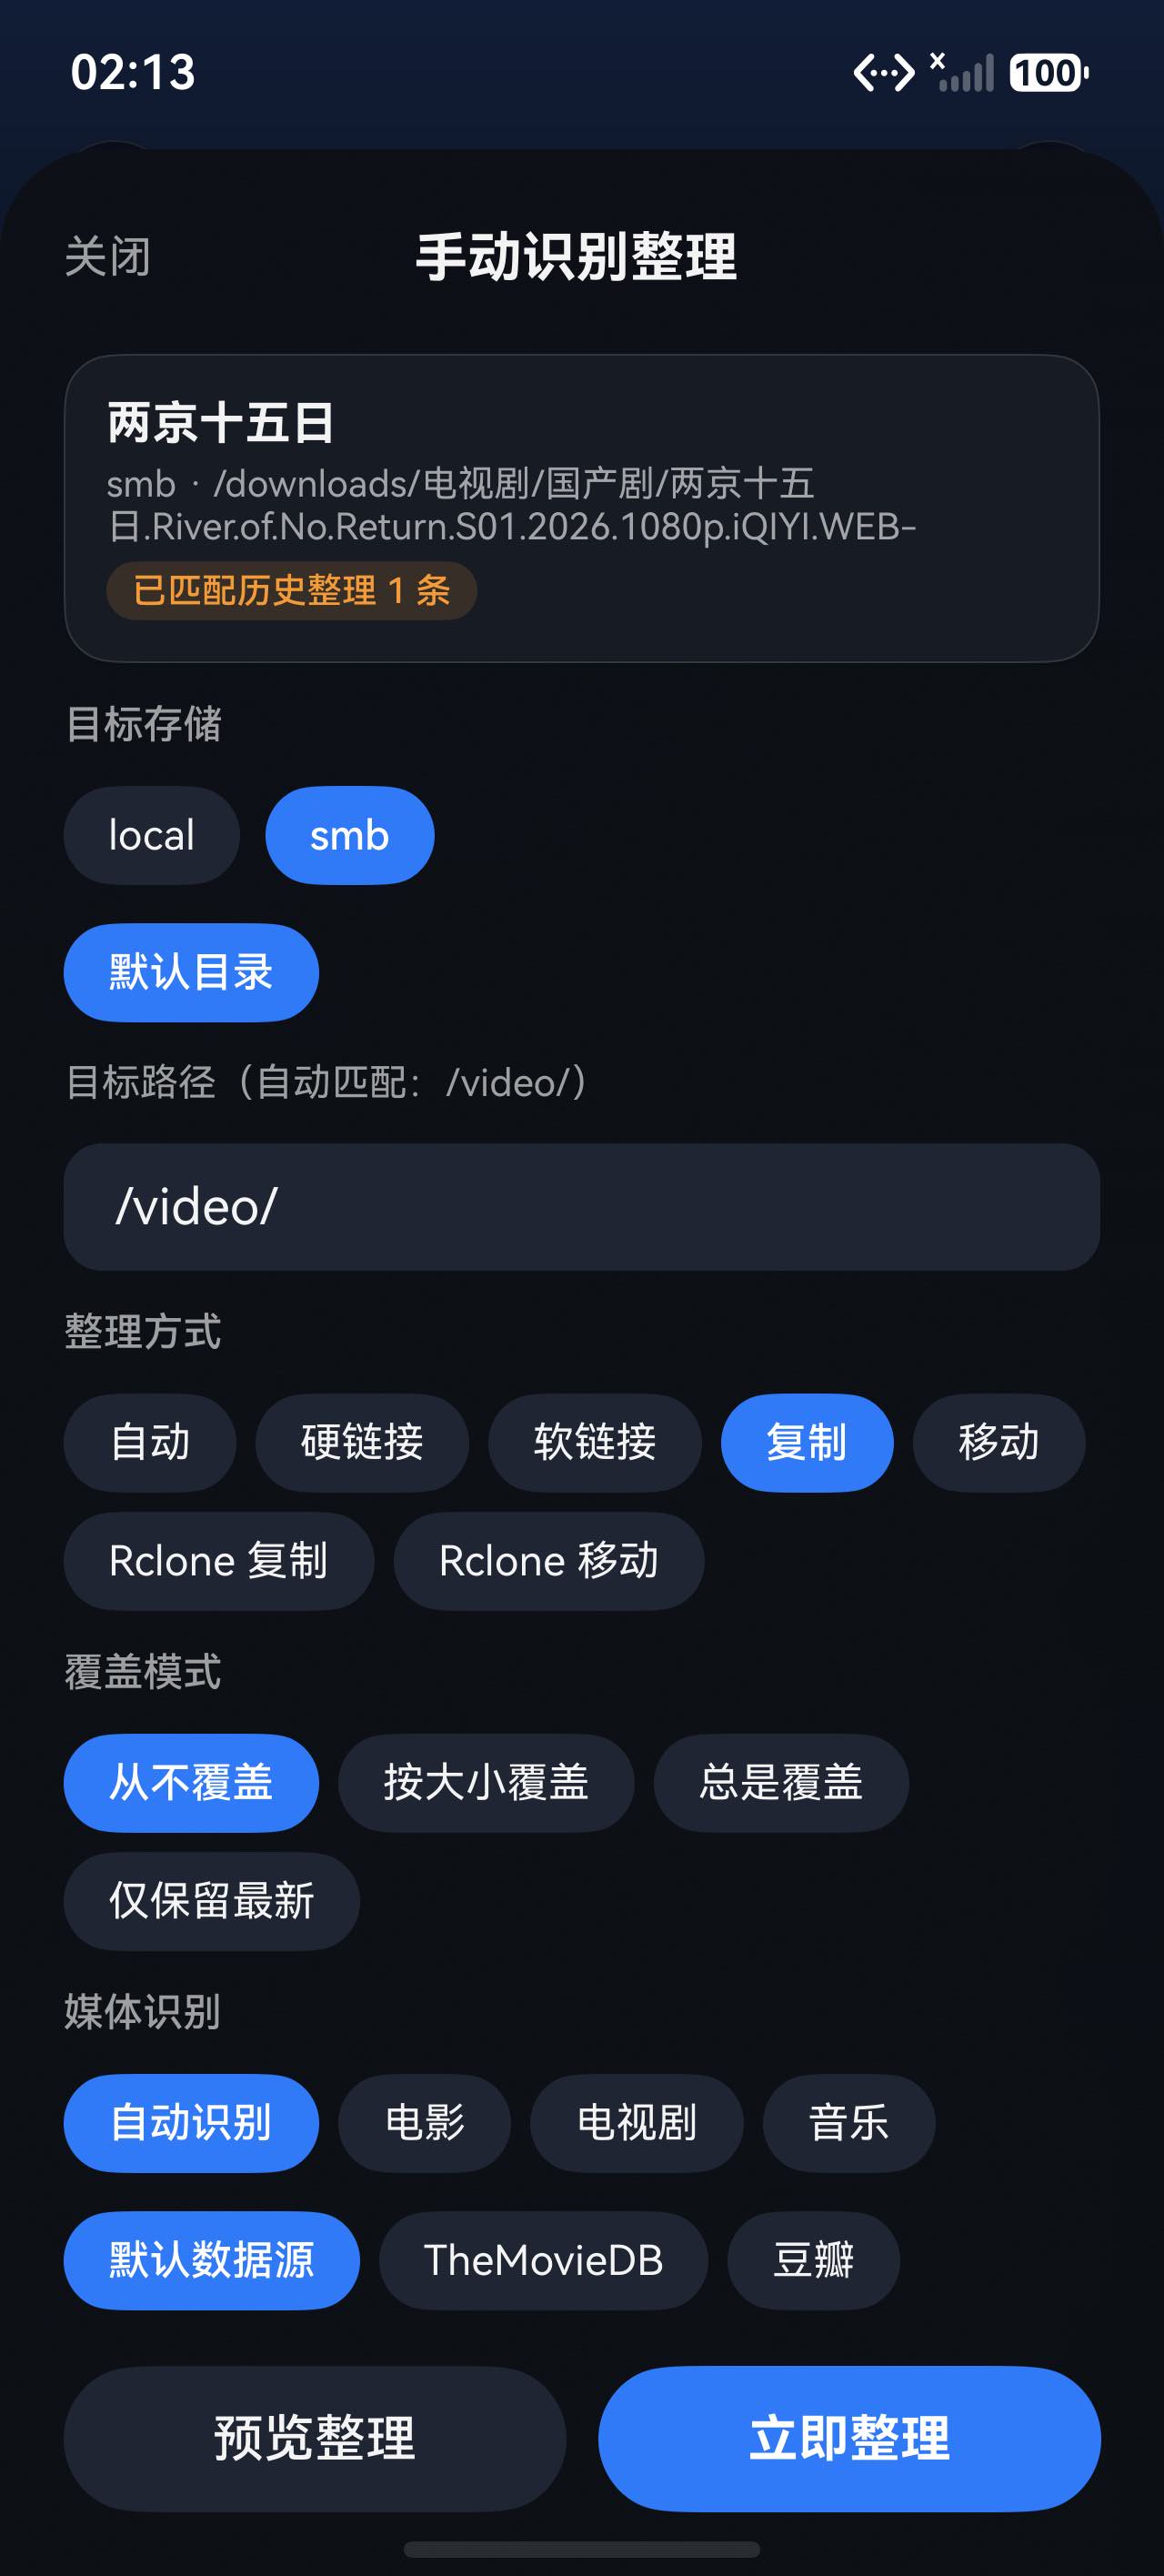 02:13
100
关闭
手动识别整理
两京十五日
smb · /downloads/电视剧/国产剧/两京十五
日.River.of.No.Return.S01.2026.1080p.iQIYI.WEB-
已匹配历史整理 1 条
目标存储
local smb
默认目录
目标路径（自动匹配：/video/）
/video/
整理方式
自动 硬链接 软链接 复制 移动
Rclone 复制 Rclone 移动
覆盖模式
从不覆盖 按大小覆盖 总是覆盖
仅保留最新
媒体识别
自动识别 电影 电视剧 音乐
默认数据源 TheMovieDB 豆瓣
预览整理 立即整理